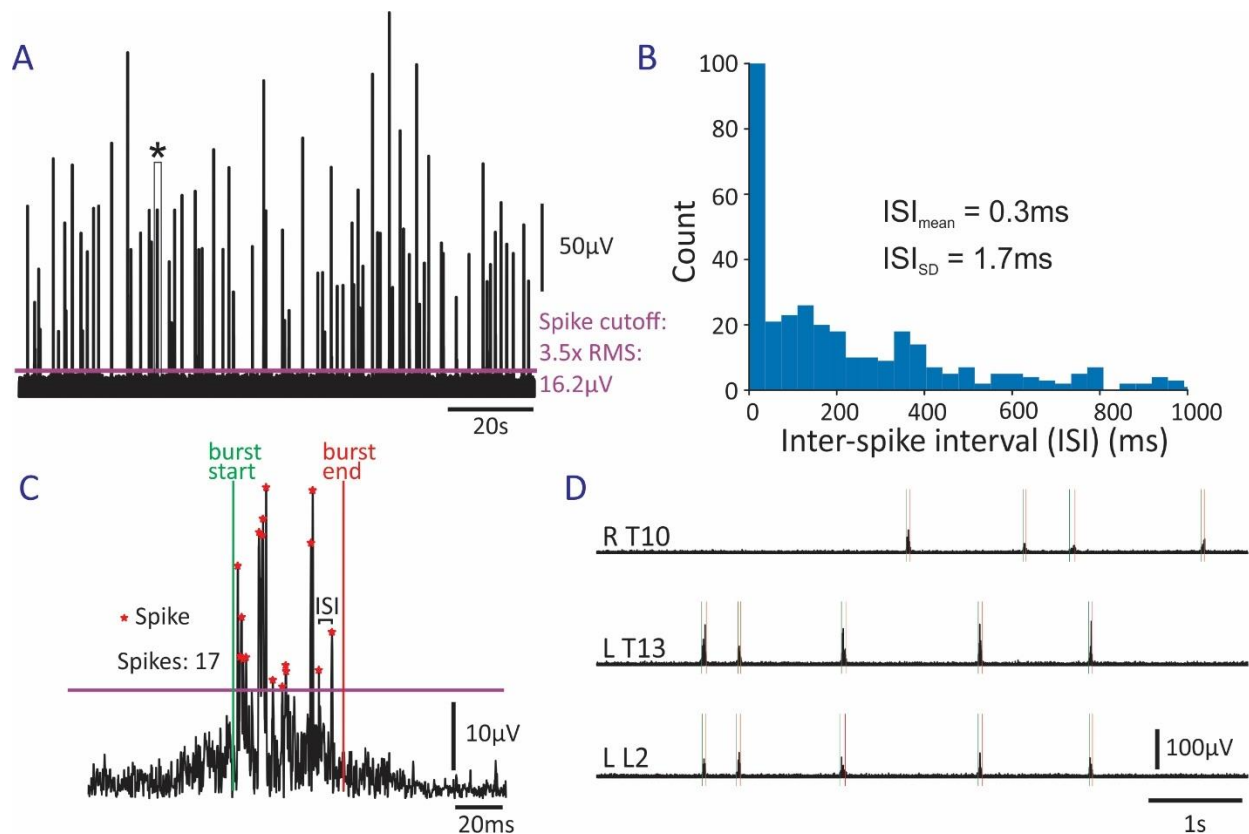 A
*
50µV
Spike cutoff:
3.5x RMS:
16.2µV
20s
B
100
80
60
40
20
0
Count
ISImean = 0.3ms
ISISD = 1.7ms
0 200 400 600 800 1000
Inter-spike interval (ISI) (ms)
C
burst
start
burst
end
ISI
Spike
Spikes: 17
10µV
20ms
D
R T10
L T13
L L2
100µV
1s